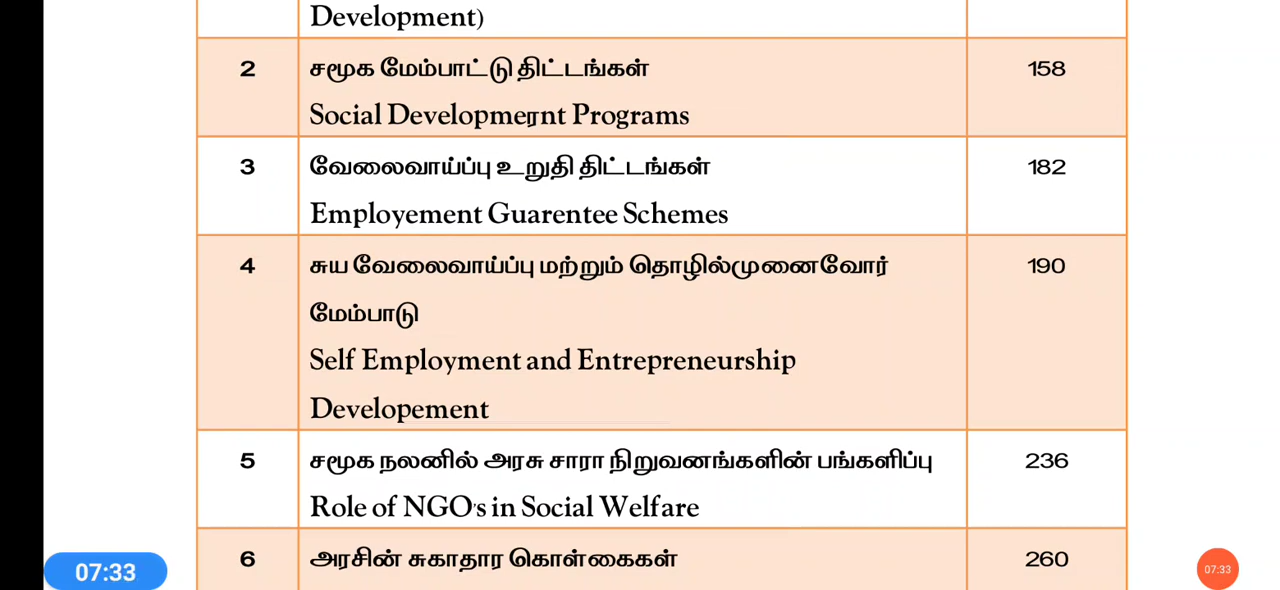 Development)
2 சமூக மேம்பாட்டு திட்டங்கள் 158
Social Developmeரnt Programs
3 வேலைவாய்ப்பு உறுதி திட்டங்கள் 182
Employement Guarentee Schemes
4 சுய வேலைவாய்ப்பு மற்றும் தொழில்முனைவோர் 190
மேம்பாடு
Self Employment and Entrepreneurship
Developement
5 சமூக நலனில் அரசு சாரா நிறுவனங்களின் பங்களிப்பு 236
Role of NGO's in Social Welfare
6 அரசின் சுகாதார கொள்கைகள் 260
07:33
07:33